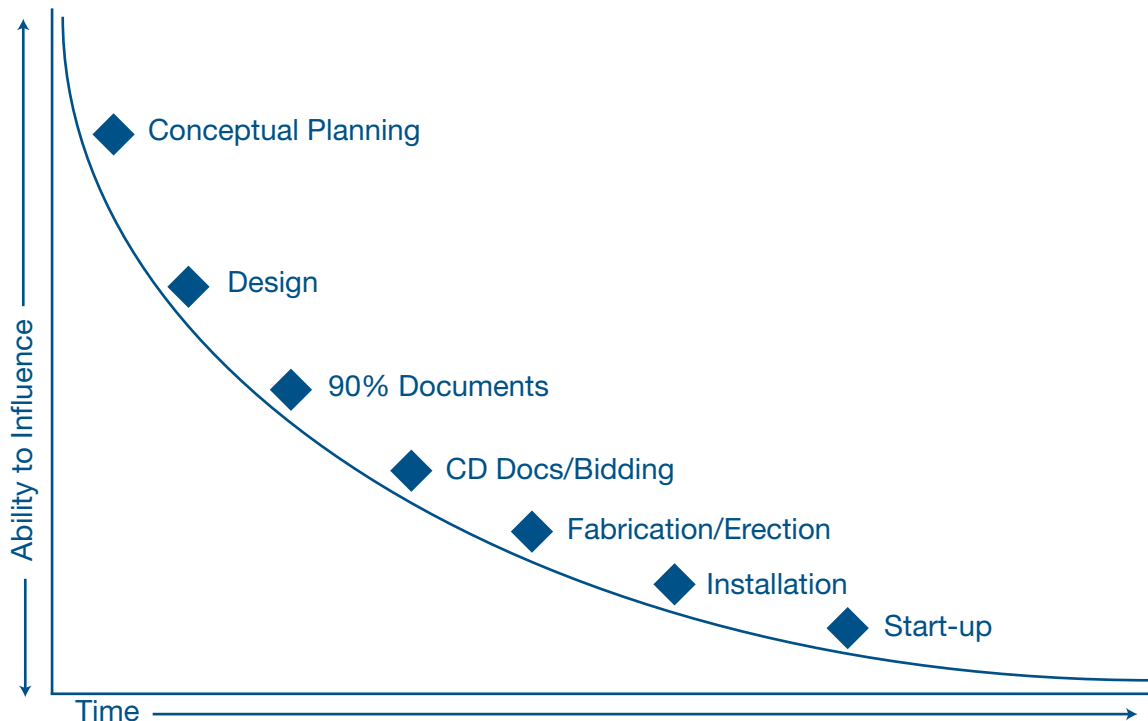 Conceptual Planning
Design
90% Documents
CD Docs/Bidding
Fabrication/Erection
Installation
Start-up
Ability to Influence
Time